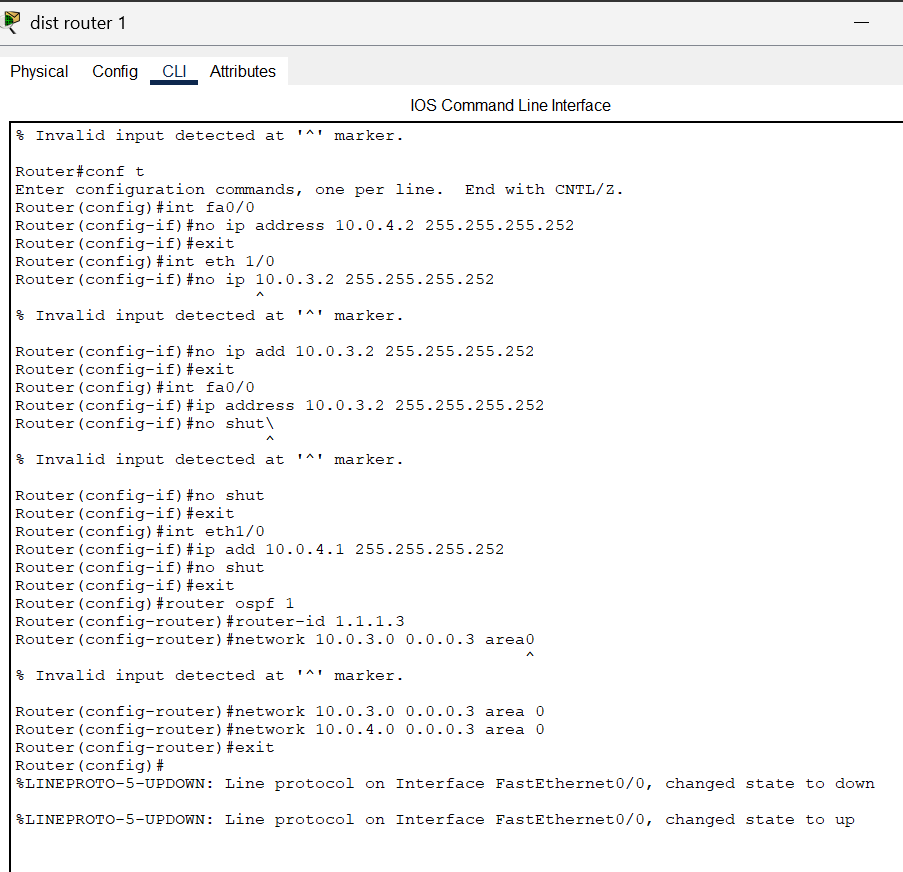 dist router 1
Physical Config CLI Attributes
IOS Command Line Interface
% Invalid input detected at '^' marker.
Router#conf t
Enter configuration commands, one per line.  End with CNTL/Z.
Router(config)#int fa0/0
Router(config-if)#no ip address 10.0.4.2 255.255.255.252
Router(config-if)#exit
Router(config)#int eth 1/0
Router(config-if)#no ip 10.0.3.2 255.255.255.252
^
% Invalid input detected at '^' marker.
Router(config-if)#no ip add 10.0.3.2 255.255.255.252
Router(config-if)#exit
Router(config)#int fa0/0
Router(config-if)#ip address 10.0.3.2 255.255.255.252
Router(config-if)#no shut\
^
% Invalid input detected at '^' marker.
Router(config-if)#no shut
Router(config-if)#exit
Router(config)#int eth1/0
Router(config-if)#ip add 10.0.4.1 255.255.255.252
Router(config-if)#no shut
Router(config-if)#exit
Router(config)#router ospf 1
Router(config-router)#router-id 1.1.1.3
Router(config-router)#network 10.0.3.0 0.0.0.3 area0
^
% Invalid input detected at '^' marker.
Router(config-router)#network 10.0.3.0 0.0.0.3 area 0
Router(config-router)#network 10.0.4.0 0.0.0.3 area 0
Router(config-router)#exit
Router(config)#
%LINEPROTO-5-UPDOWN: Line protocol on Interface FastEthernet0/0, changed state to down
%LINEPROTO-5-UPDOWN: Line protocol on Interface FastEthernet0/0, changed state to up